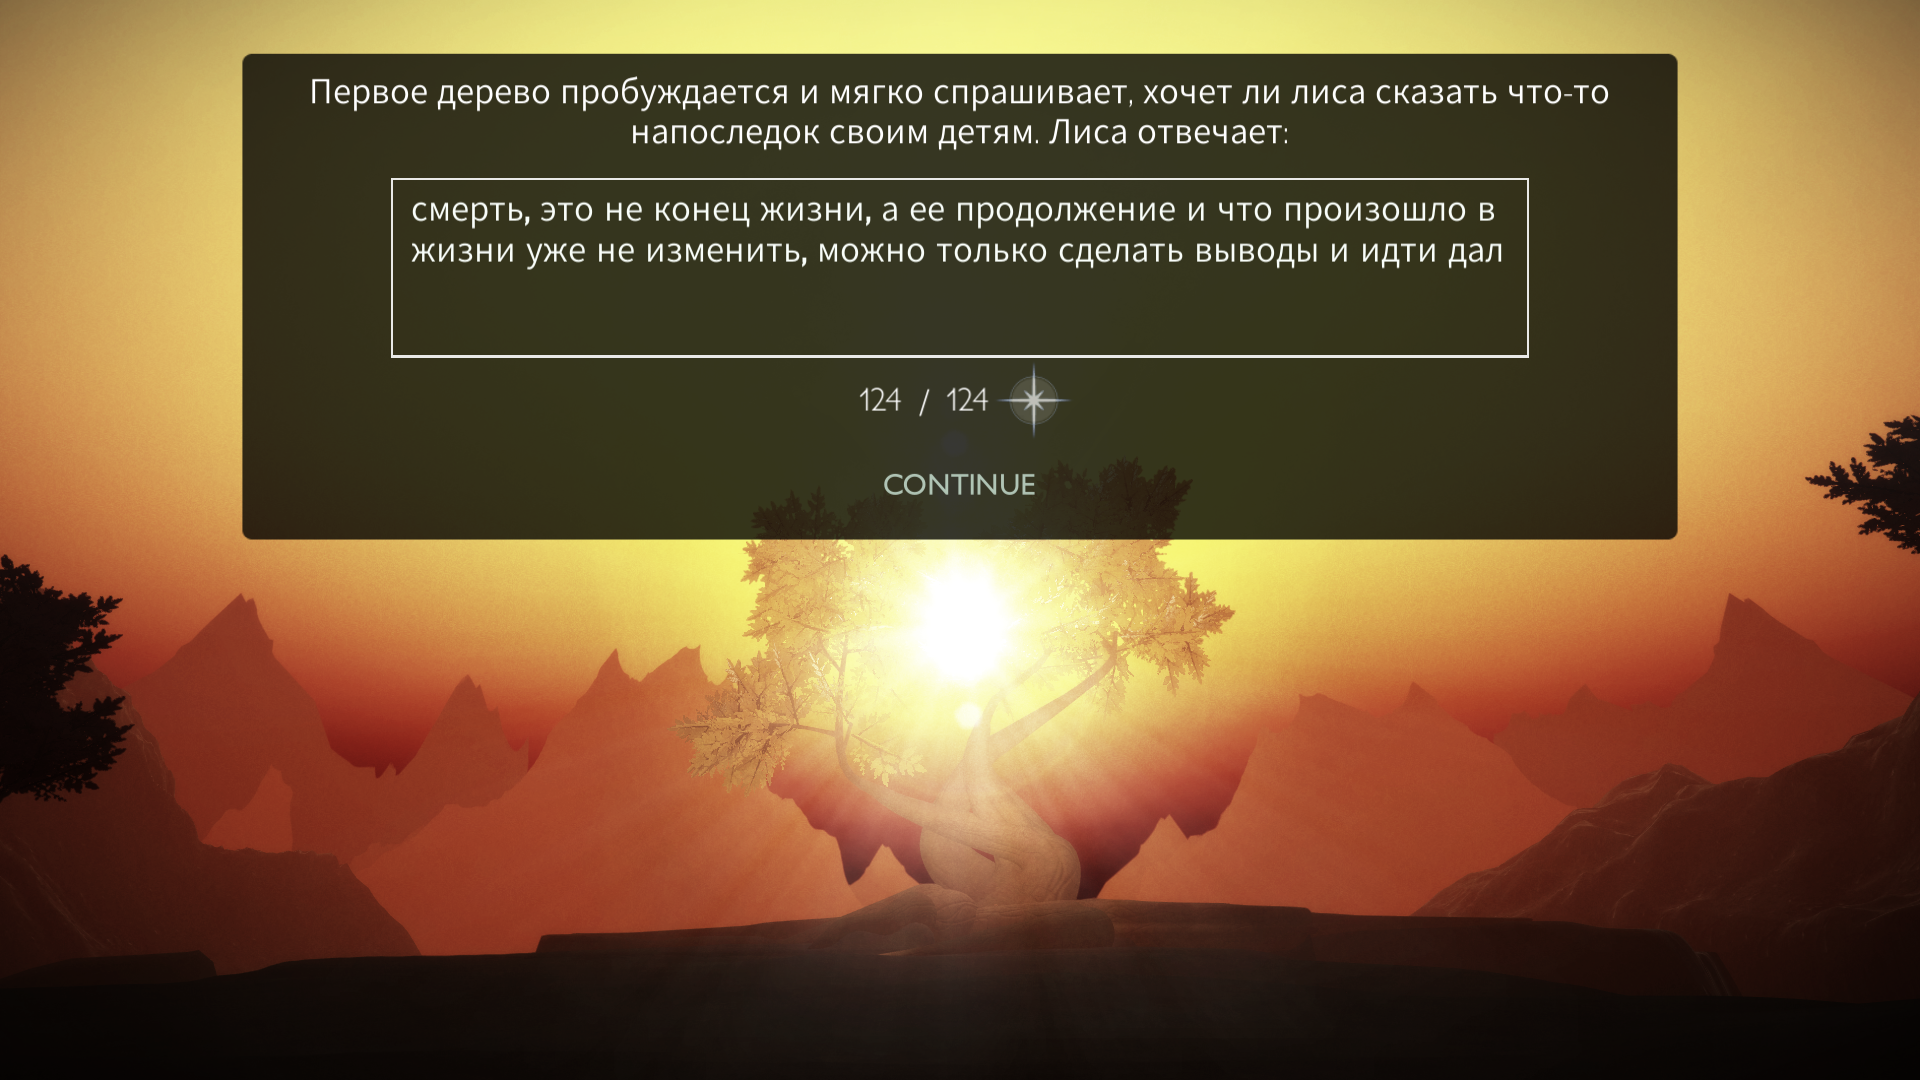 Первое дерево пробуждается и мягко спрашивает, хочет ли лиса сказать что-то
напоследок своим детям. Лиса отвечает:
смерть, это не конец жизни, а ее продолжение и что произошло в
жизни уже не изменить, можно только сделать выводы и идти дал
124 / 124
CONTINUE